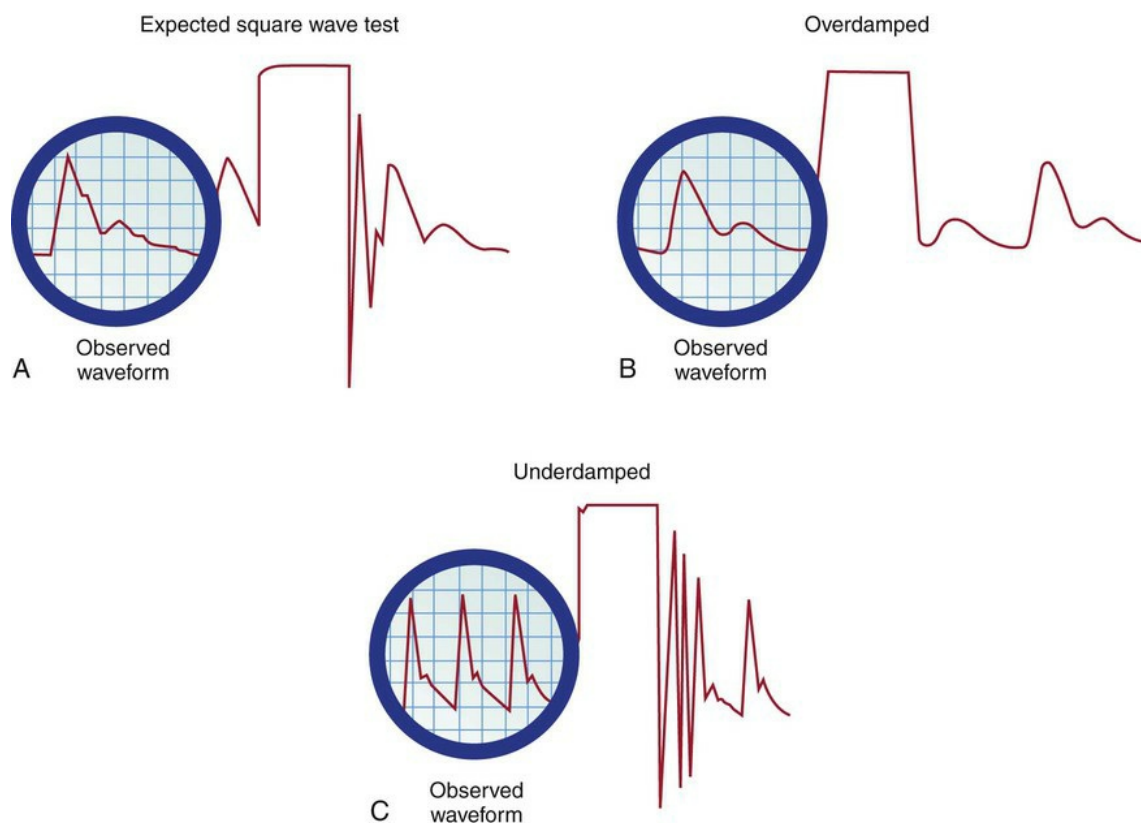 Expected square wave test
Overdamped
Observed
waveform
A
Observed
waveform
B
Underdamped
Observed
waveform
C